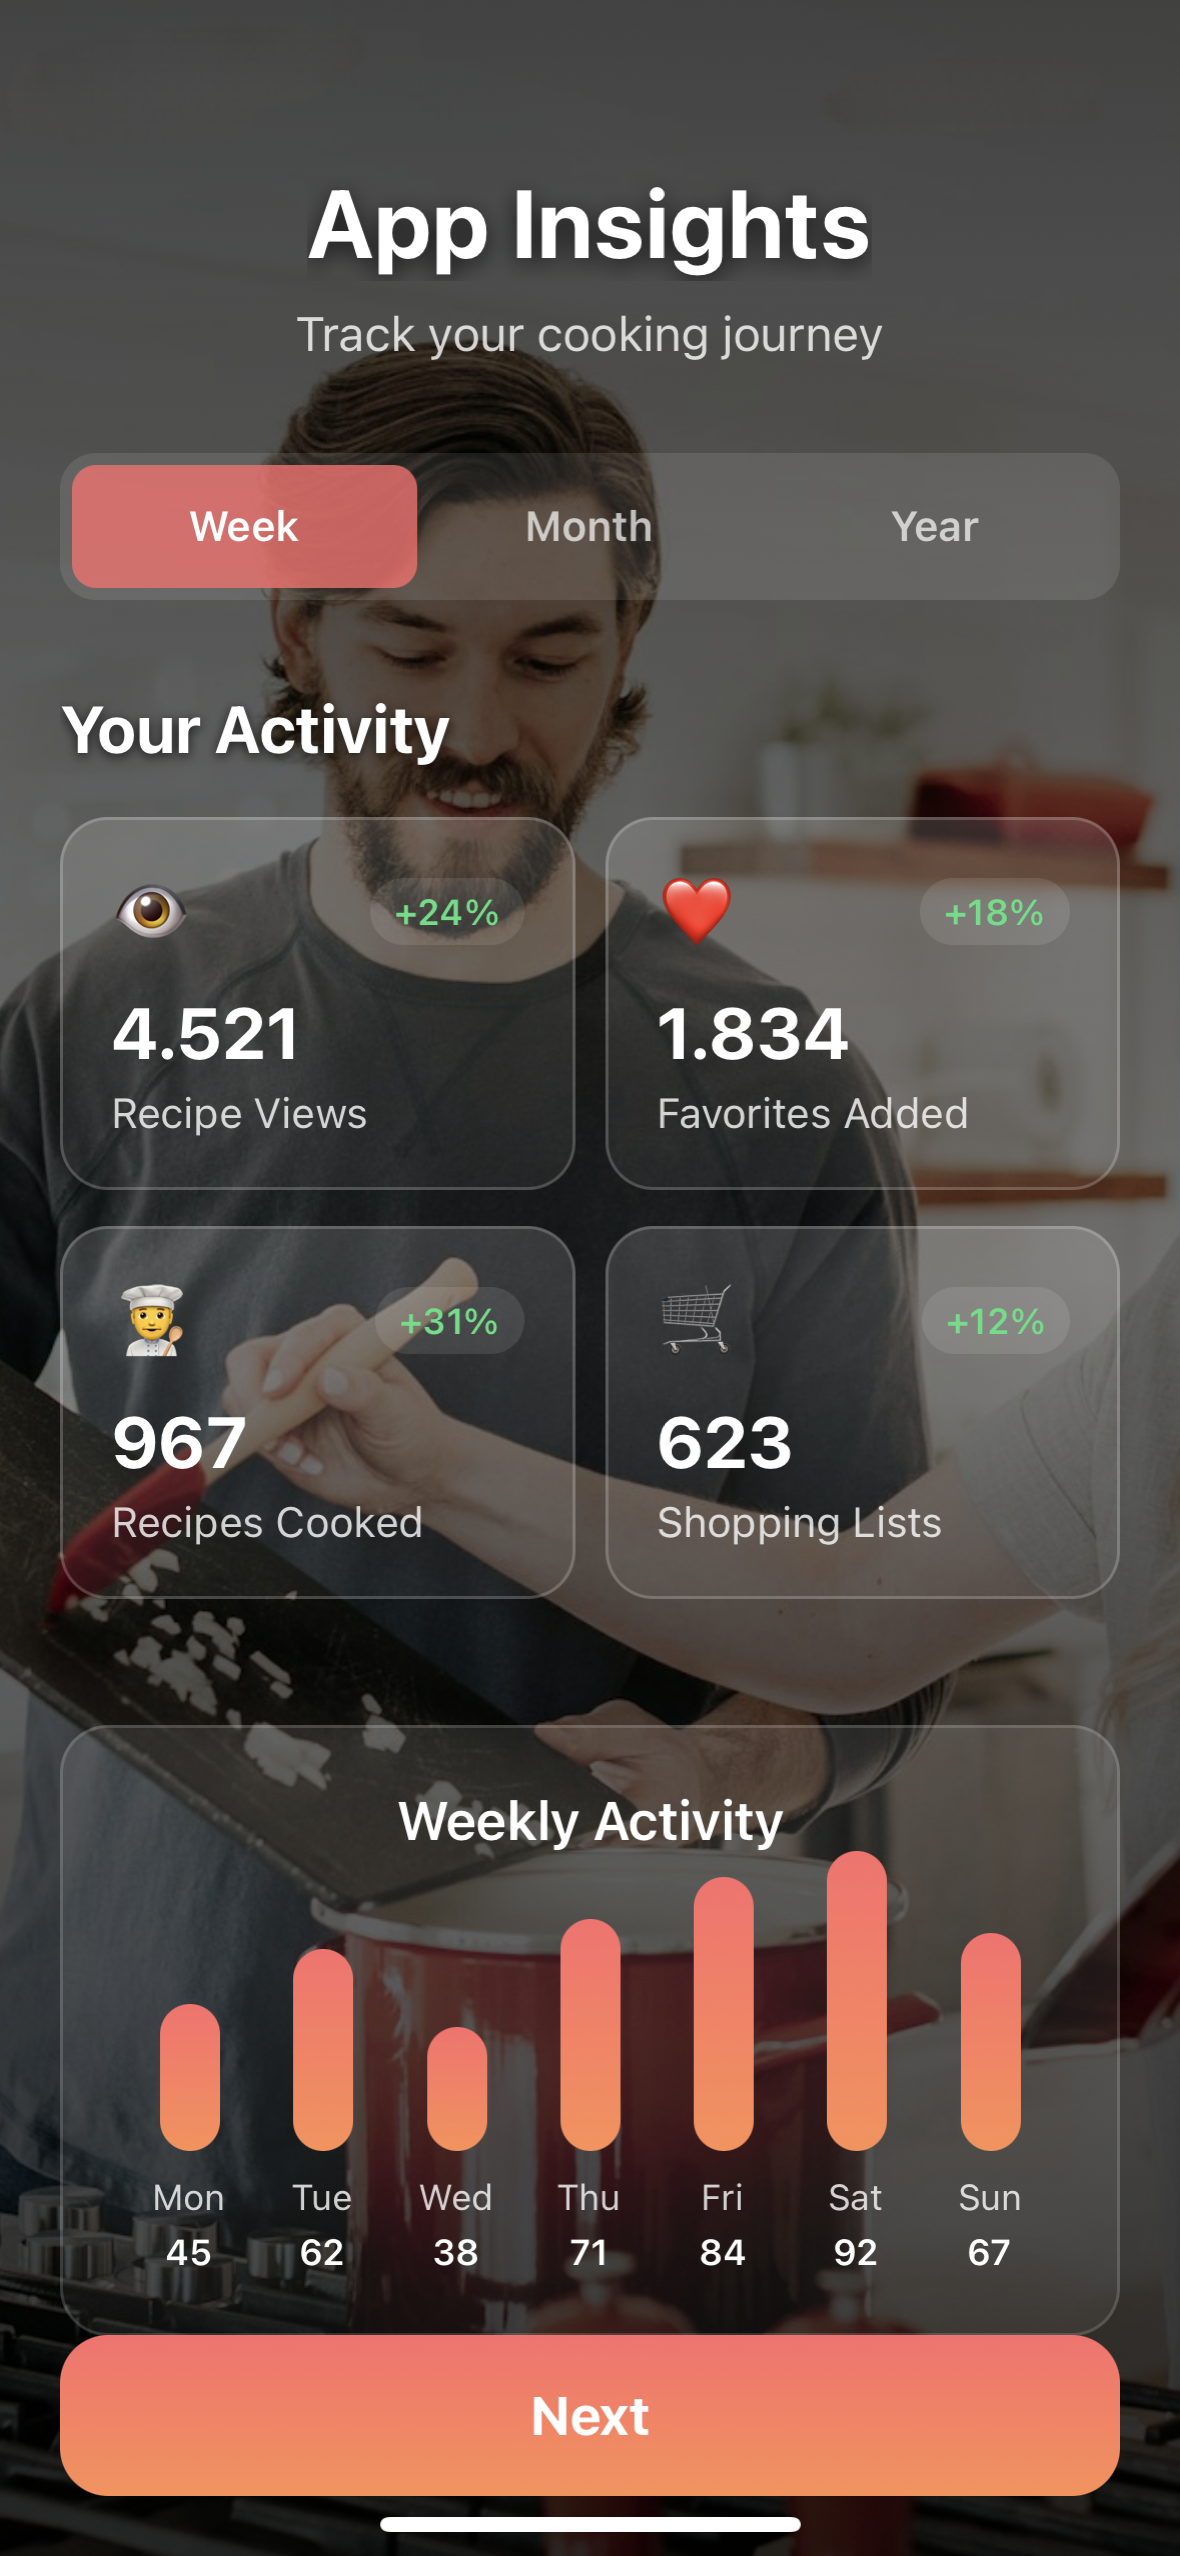 App Insights
Track your cooking journey
Week Month Year
Your Activity
+24%
4.521
Recipe Views
+18%
1.834
Favorites Added
+31%
967
Recipes Cooked
+12%
623
Shopping Lists
Weekly Activity
Mon Tue Wed Thu Fri Sat Sun
45 62 38 71 84 92 67
Next